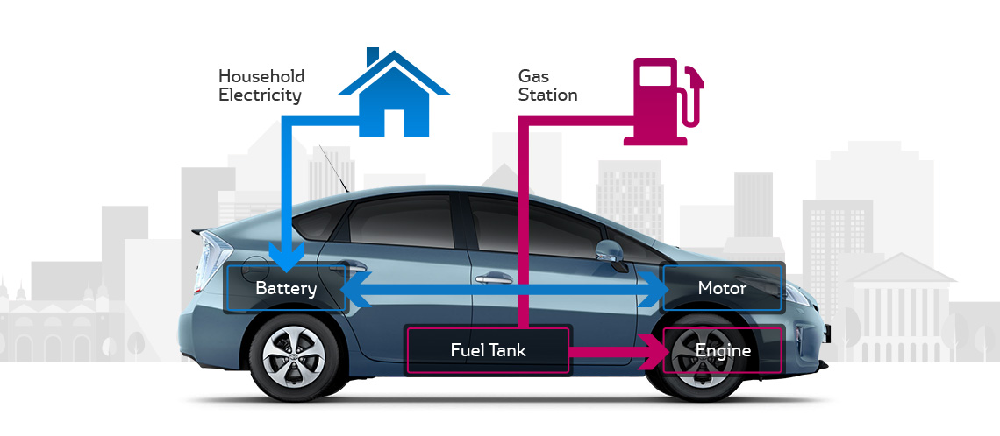 Household
Electricity
Gas
Station
Battery
Motor
Fuel Tank
Engine